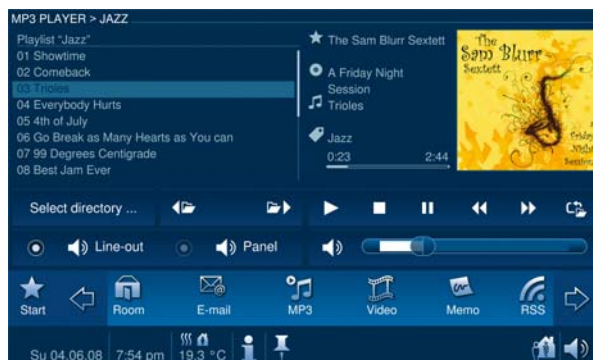 MP3 PLAYER > JAZZ
Playlist "Jazz"
01 Showtime
02 Comeback
03 Trioles
04 Everybody Hurts
05 4th of July
06 Go Break as Many Hearts as You can
07 99 Degrees Centigrade
08 Best Jam Ever
The Sam Blurr Sextett
A Friday Night
Session
Trioles
Jazz
0:23 2:44
The
Sam Blurr
Sextett
Friday
Night
Session
Select directory ...
Line-out Panel
Start Room E-mail MP3 Video Memo RSS
Su 04.06.08 7:54 pm 19.3 °C